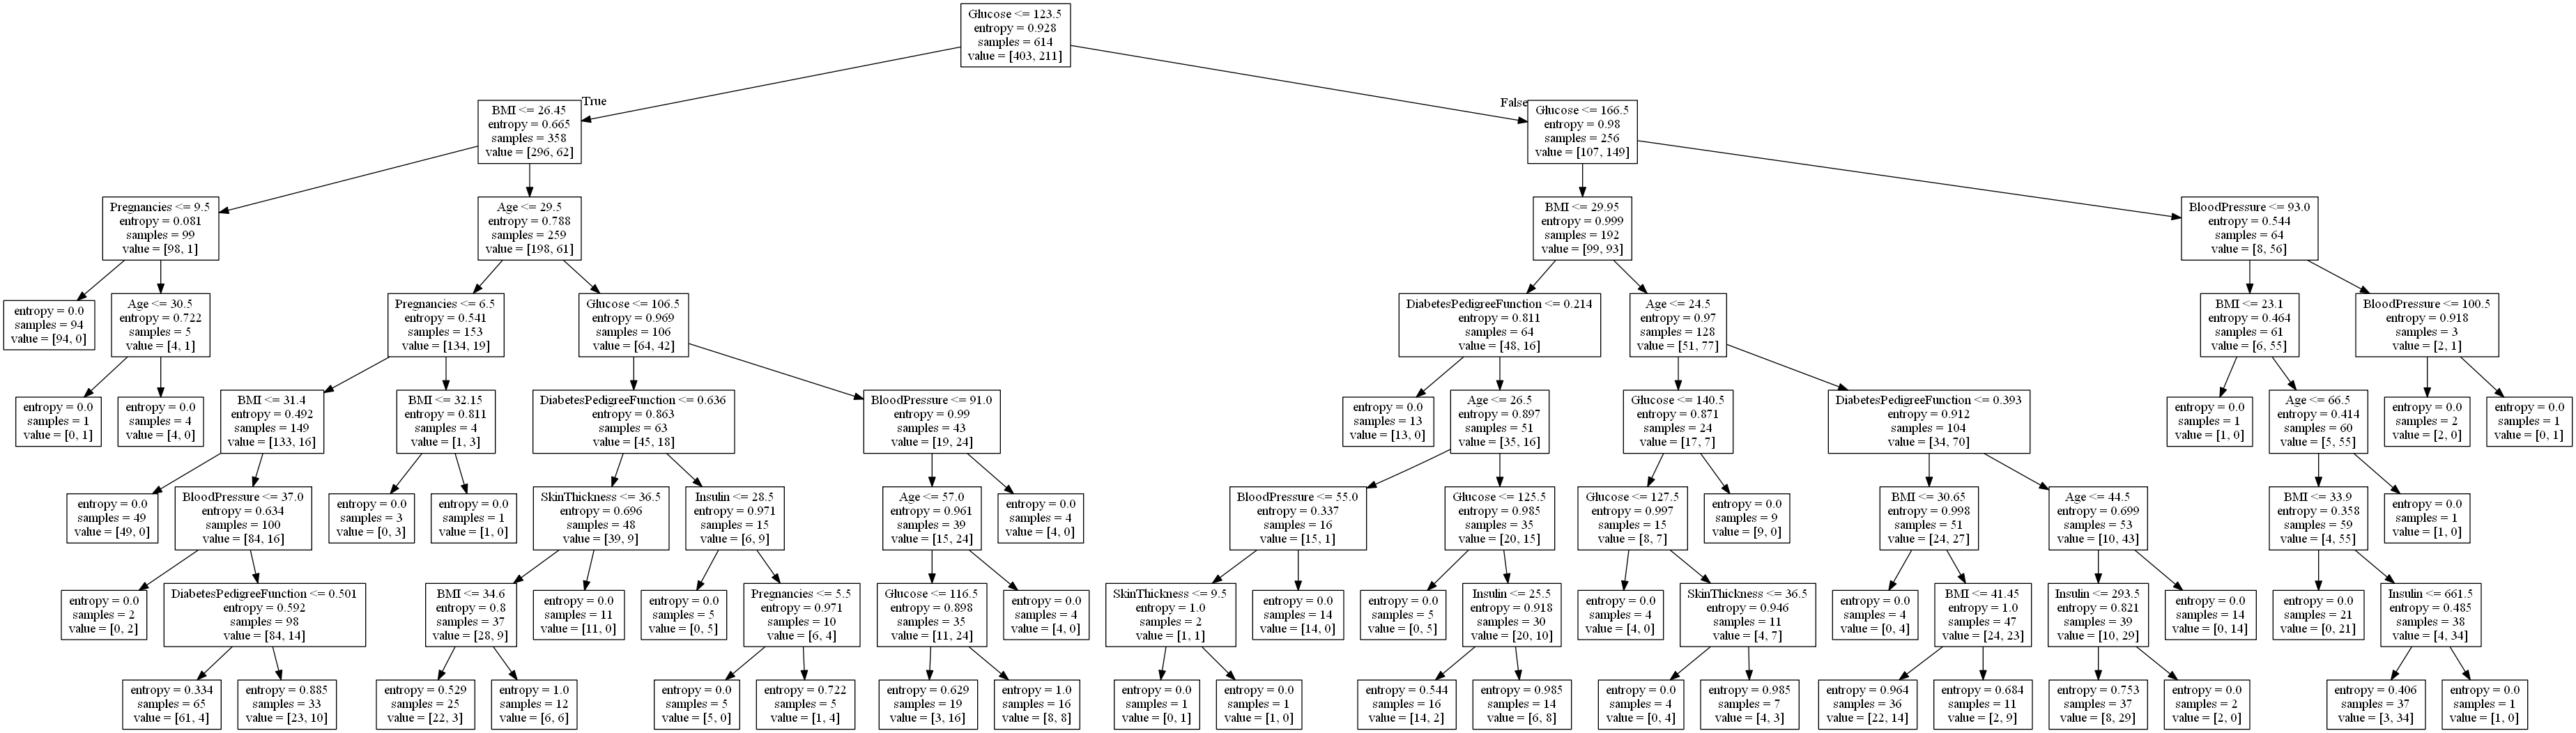 Glucose <= 123.5
entropy = 0.928
samples = 614
value = [403, 211]
True
False
BMI <= 26.45
entropy = 0.665
samples = 358
value = [296, 62]
Glucose <= 166.5
entropy = 0.98
samples = 256
value = [107, 149]
Pregnancies <= 9.5
entropy = 0.081
samples = 99
value = [98, 1]
Age <= 29.5
entropy = 0.788
samples = 259
value = [198, 61]
BMI <= 29.95
entropy = 0.999
samples = 192
value = [99, 93]
BloodPressure <= 93.0
entropy = 0.544
samples = 64
value = [8, 56]
entropy = 0.0
samples = 94
value = [94, 0]
Age <= 30.5
entropy = 0.722
samples = 5
value = [4, 1]
Pregnancies <= 6.5
entropy = 0.541
samples = 153
value = [134, 19]
Glucose <= 106.5
entropy = 0.969
samples = 106
value = [64, 42]
DiabetesPedigreeFunction <= 0.214
entropy = 0.811
samples = 64
value = [48, 16]
Age <= 24.5
entropy = 0.97
samples = 128
value = [51, 77]
BMI <= 23.1
entropy = 0.464
samples = 61
value = [6, 55]
BloodPressure <= 100.5
entropy = 0.918
samples = 3
value = [2, 1]
entropy = 0.0
samples = 1
value = [0, 1]
entropy = 0.0
samples = 4
value = [4, 0]
BMI <= 31.4
entropy = 0.492
samples = 149
value = [133, 16]
BMI <= 32.15
entropy = 0.811
samples = 4
value = [1, 3]
DiabetesPedigreeFunction <= 0.636
entropy = 0.863
samples = 63
value = [45, 18]
BloodPressure <= 91.0
entropy = 0.99
samples = 43
value = [19, 24]
entropy = 0.0
samples = 13
value = [13, 0]
Age <= 26.5
entropy = 0.897
samples = 51
value = [35, 16]
Glucose <= 140.5
entropy = 0.871
samples = 24
value = [17, 7]
DiabetesPedigreeFunction <= 0.393
entropy = 0.912
samples = 104
value = [34, 70]
entropy = 0.0
samples = 1
value = [1, 0]
Age <= 66.5
entropy = 0.414
samples = 60
value = [5, 55]
entropy = 0.0
samples = 2
value = [2, 0]
entropy = 0.0
samples = 1
value = [0, 1]
entropy = 0.0
samples = 49
value = [49, 0]
BloodPressure <= 37.0
entropy = 0.634
samples = 100
value = [84, 16]
entropy = 0.0
samples = 3
value = [0, 3]
entropy = 0.0
samples = 1
value = [1, 0]
SkinThickness <= 36.5
entropy = 0.696
samples = 48
value = [39, 9]
Insulin <= 28.5
entropy = 0.971
samples = 15
value = [6, 9]
Age <= 57.0
entropy = 0.961
samples = 39
value = [15, 24]
entropy = 0.0
samples = 4
value = [4, 0]
BloodPressure <= 55.0
entropy = 0.337
samples = 16
value = [15, 1]
Glucose <= 125.5
entropy = 0.985
samples = 35
value = [20, 15]
Glucose <= 127.5
entropy = 0.997
samples = 15
value = [8, 7]
entropy = 0.0
samples = 9
value = [9, 0]
BMI <= 30.65
entropy = 0.998
samples = 51
value = [24, 27]
Age <= 44.5
entropy = 0.699
samples = 53
value = [10, 43]
BMI <= 33.9
entropy = 0.358
samples = 59
value = [4, 55]
entropy = 0.0
samples = 1
value = [1, 0]
entropy = 0.0
samples = 2
value = [0, 2]
DiabetesPedigreeFunction <= 0.501
entropy = 0.592
samples = 98
value = [84, 14]
BMI <= 34.6
entropy = 0.8
samples = 37
value = [28, 9]
entropy = 0.0
samples = 11
value = [11, 0]
entropy = 0.0
samples = 5
value = [0, 5]
Pregnancies <= 5.5
entropy = 0.971
samples = 10
value = [6, 4]
Glucose <= 116.5
entropy = 0.898
samples = 35
value = [11, 24]
entropy = 0.0
samples = 4
value = [4, 0]
SkinThickness <= 9.5
entropy = 1.0
samples = 2
value = [1, 1]
entropy = 0.0
samples = 14
value = [14, 0]
entropy = 0.0
samples = 5
value = [0, 5]
Insulin <= 25.5
entropy = 0.918
samples = 30
value = [20, 10]
entropy = 0.0
samples = 4
value = [4, 0]
SkinThickness <= 36.5
entropy = 0.946
samples = 11
value = [4, 7]
entropy = 0.0
samples = 4
value = [0, 4]
BMI <= 41.45
entropy = 1.0
samples = 47
value = [24, 23]
Insulin <= 293.5
entropy = 0.821
samples = 39
value = [10, 29]
entropy = 0.0
samples = 14
value = [0, 14]
entropy = 0.0
samples = 21
value = [0, 21]
Insulin <= 661.5
entropy = 0.485
samples = 38
value = [4, 34]
entropy = 0.334
samples = 65
value = [61, 4]
entropy = 0.885
samples = 33
value = [23, 10]
entropy = 0.529
samples = 25
value = [22, 3]
entropy = 1.0
samples = 12
value = [6, 6]
entropy = 0.0
samples = 5
value = [5, 0]
entropy = 0.722
samples = 5
value = [1, 4]
entropy = 0.629
samples = 19
value = [3, 16]
entropy = 1.0
samples = 16
value = [8, 8]
entropy = 0.0
samples = 1
value = [0, 1]
entropy = 0.0
samples = 1
value = [1, 0]
entropy = 0.544
samples = 16
value = [14, 2]
entropy = 0.985
samples = 14
value = [6, 8]
entropy = 0.0
samples = 4
value = [0, 4]
entropy = 0.985
samples = 7
value = [4, 3]
entropy = 0.964
samples = 36
value = [22, 14]
entropy = 0.684
samples = 11
value = [2, 9]
entropy = 0.753
samples = 37
value = [8, 29]
entropy = 0.0
samples = 2
value = [2, 0]
entropy = 0.406
samples = 37
value = [3, 34]
entropy = 0.0
samples = 1
value = [1, 0]